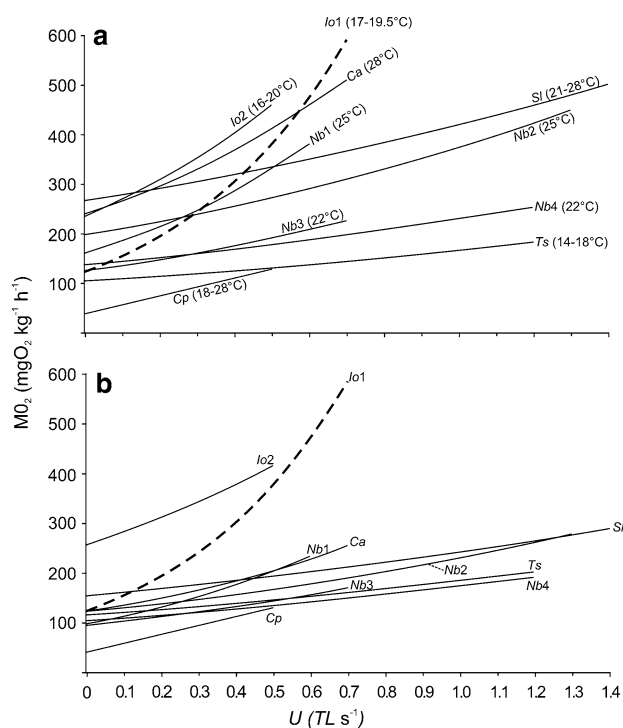 a
Io1 (17-19.5°C)
600
Ca (28°C)
Io2 (16-20°C)
Sl (21-28°C)
500
Nb1 (25°C)
Nb2 (25°C)
400
300
Nb3 (22°C)
Nb4 (22°C)
200
Ts (14-18°C)
100
Cp (18-28°C)
M0₂ (mgO₂ kg⁻¹ h⁻¹)
b
600
Io1
500
Io2
400
300
Nb1
Ca
Sl
Nb2
Ts
200
Nb3
Nb4
Cp
100
0 0.1 0.2 0.3 0.4 0.5 0.6 0.7 0.8 0.9 1.0 1.1 1.2 1.3 1.4
U (TL s⁻¹)